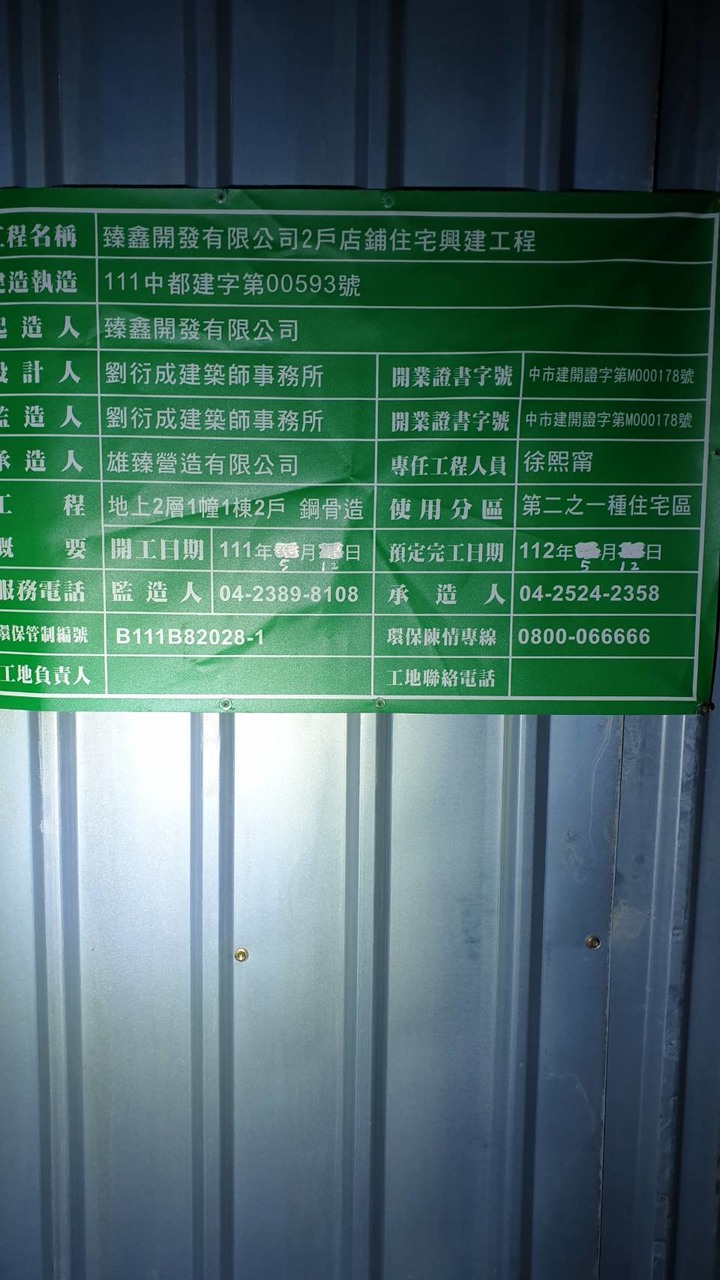 工程名稱 臻鑫開發有限公司2戶店鋪住宅興建工程
建造執造 111中都建字第00593號
起造人 臻鑫開發有限公司
設計人 劉衍成建築師事務所 開業證書字號 中市建開證字第M000178號
監造人 劉衍成建築師事務所 開業證書字號 中市建開證字第M000178號
承造人 雄臻營造有限公司 專任工程人員 徐熙甯
工程 地上2層1幢1棟2戶 鋼骨造 使用分區 第二之一種住宅區
概要 開工日期 111年5月12日 預定完工日期 112年5月12日
服務電話 監造人 04-2389-8108 承造人 04-2524-2358
環保管制編號 B111B82028-1 環保陳情專線 0800-066666
工地負責人 工地聯絡電話